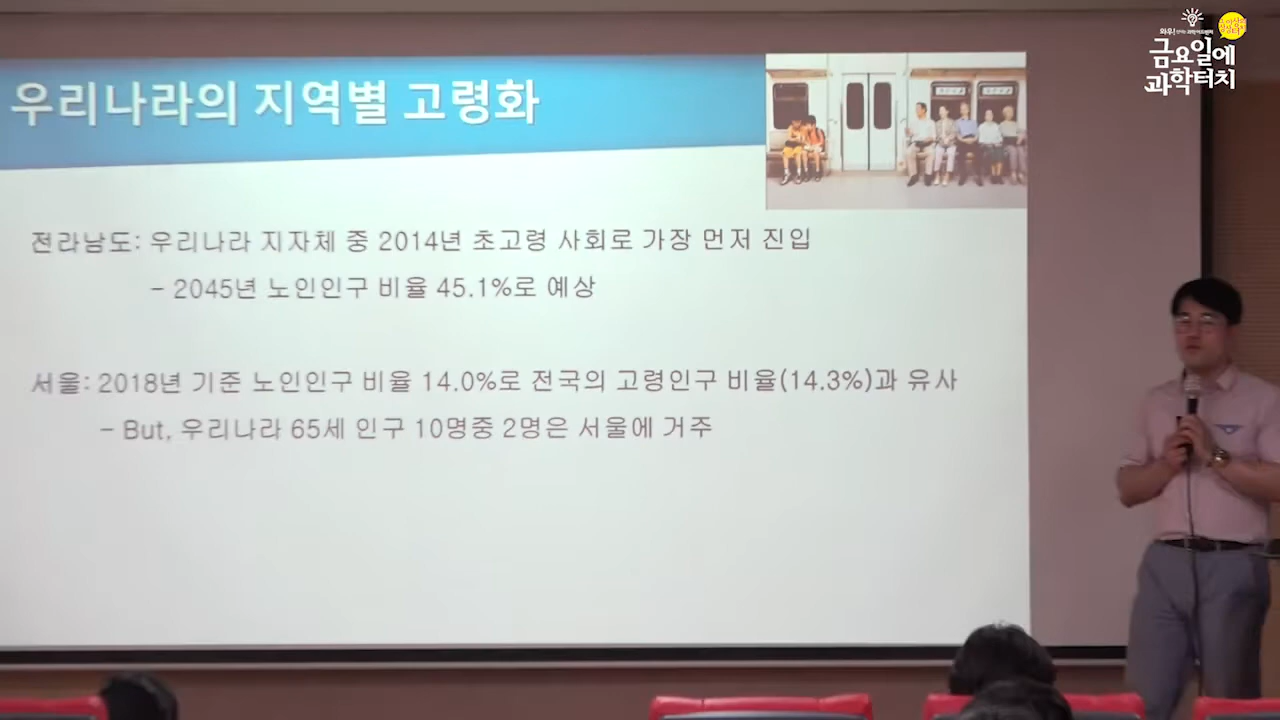 우리나라의 지역별 고령화
전라남도: 우리나라 지자체 중 2014년 초고령 사회로 가장 먼저 진입
- 2045년 노인인구 비율 45.1%로 예상
서울: 2018년 기준 노인인구 비율 14.0%로 전국의 고령인구 비율(14.3%)과 유사
- But, 우리나라 65세 인구 10명중 2명은 서울에 거주
와우!
금요일에
과학터치